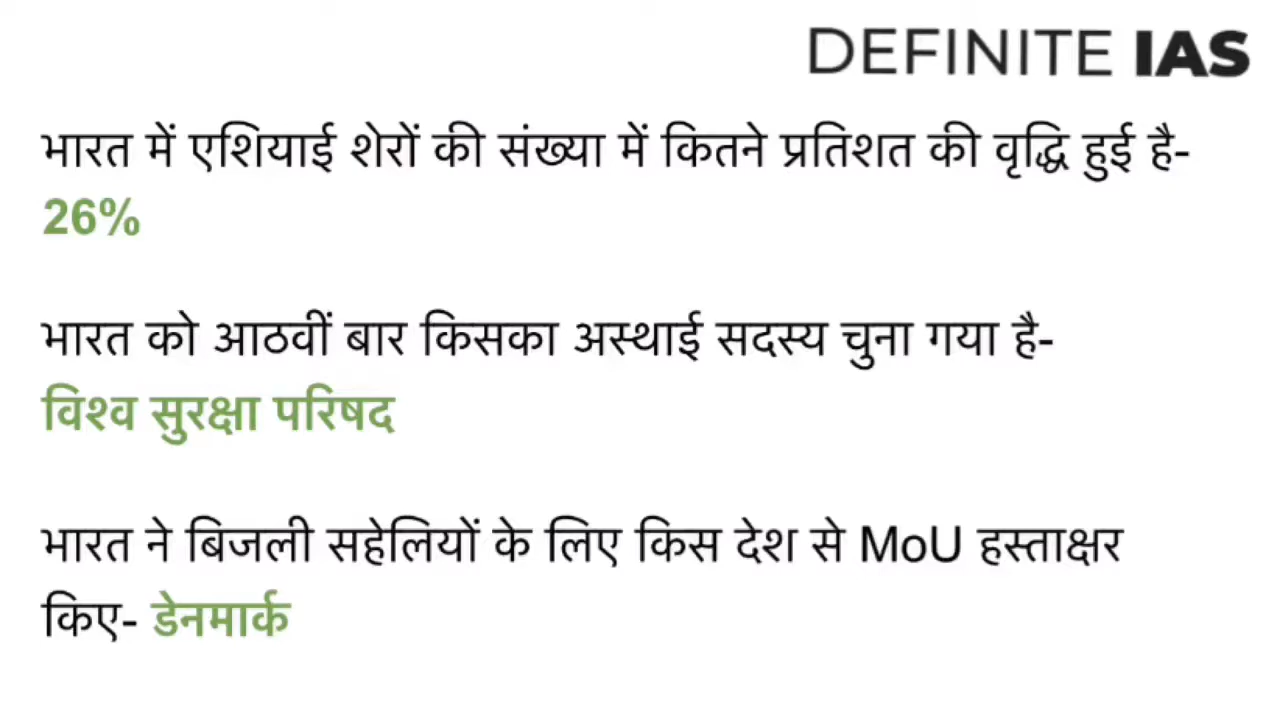 DEFINITE IAS
भारत में एशियाई शेरों की संख्या में कितने प्रतिशत की वृद्धि हुई है-
26%
भारत को आठवीं बार किसका अस्थाई सदस्य चुना गया है-
विश्व सुरक्षा परिषद
भारत ने बिजली सहेलियों के लिए किस देश से MoU हस्ताक्षर
किए- डेनमार्क